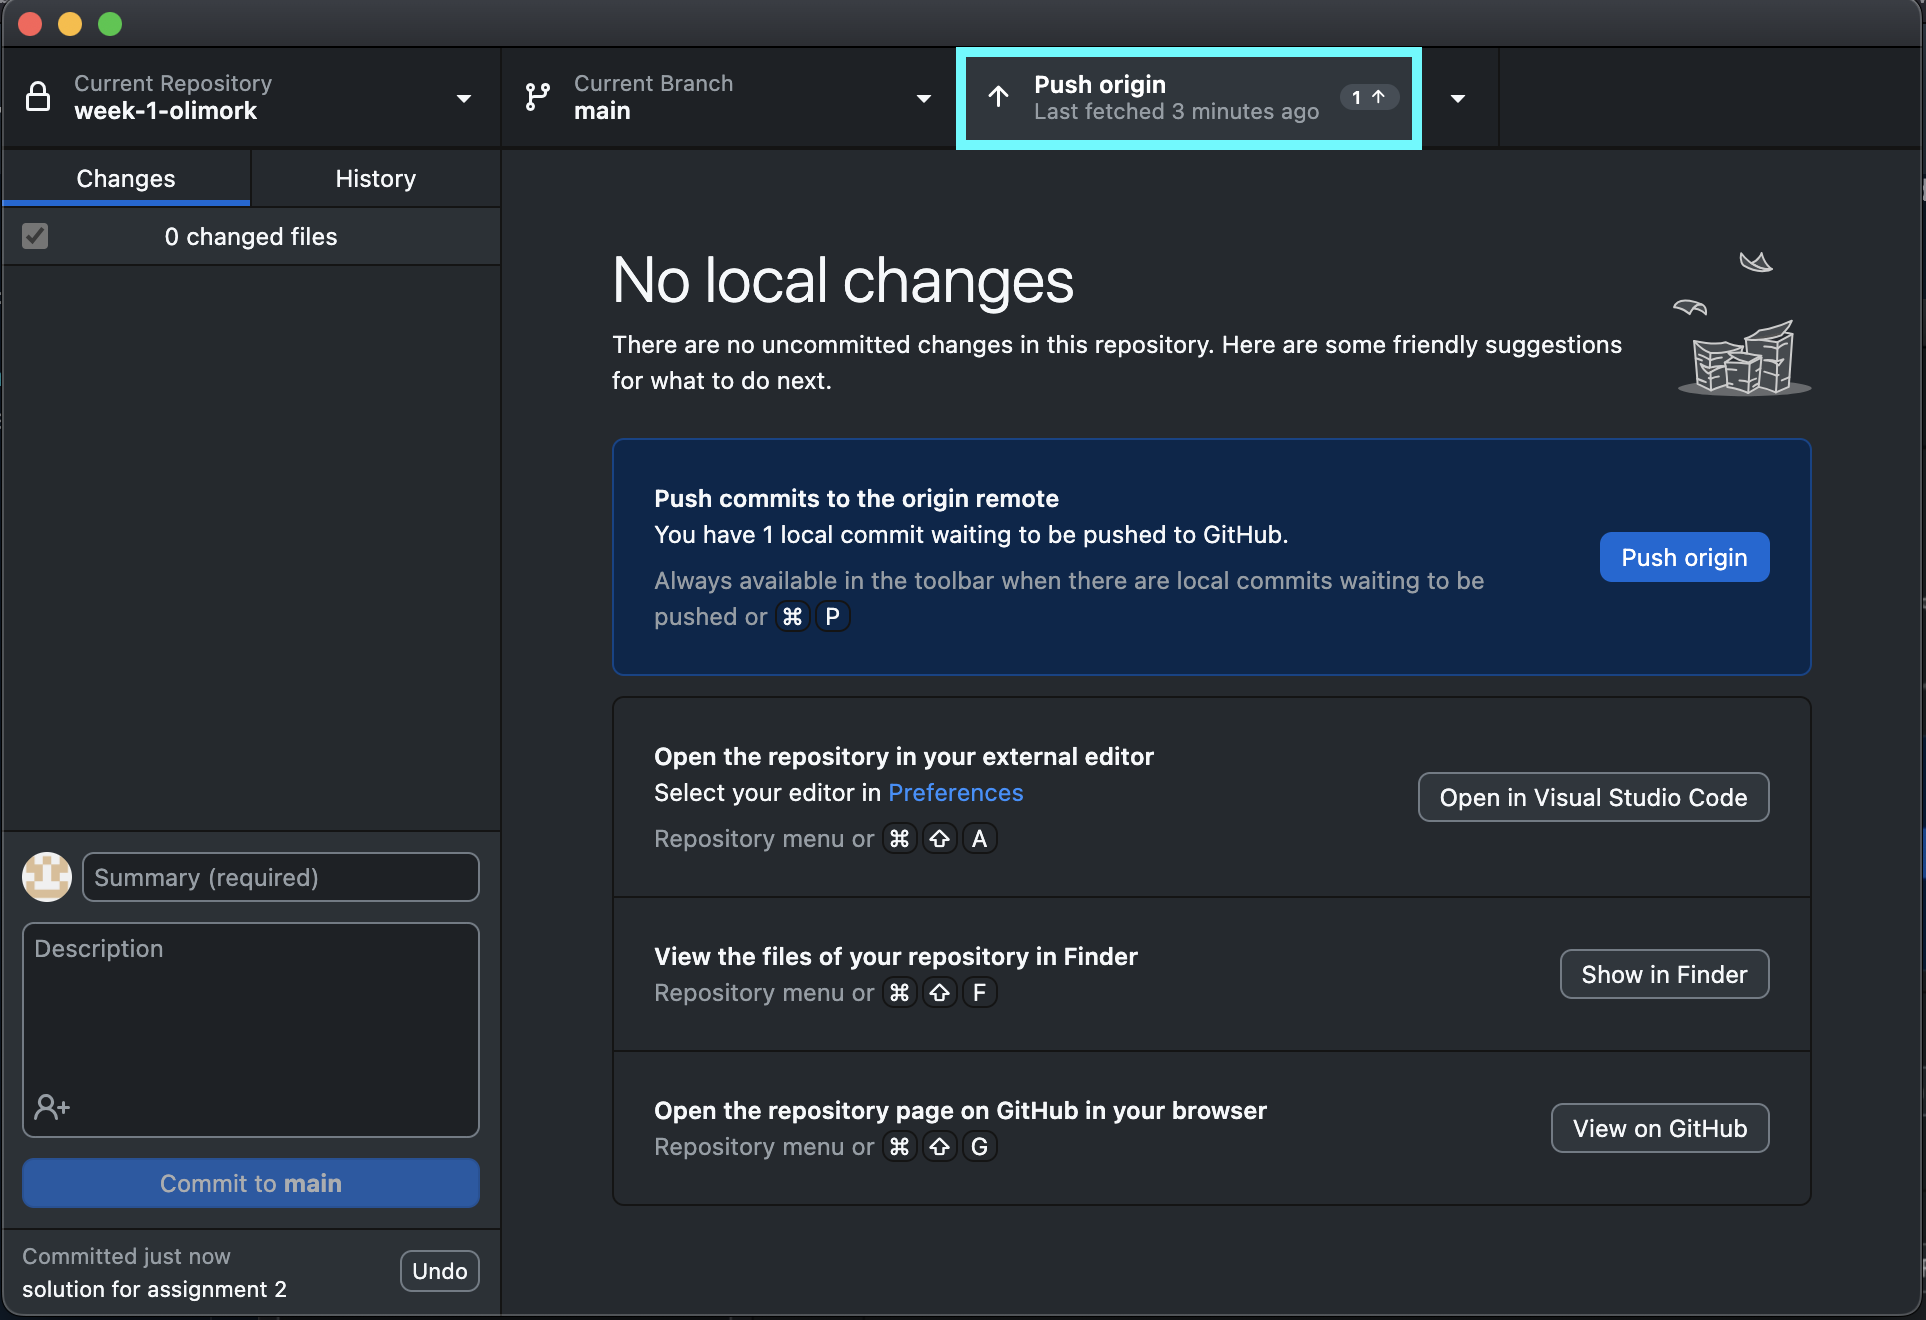 Current Repository
week-1-olimork
Current Branch
main
Push origin
Last fetched 3 minutes ago
1 ↑
Changes
History
0 changed files
No local changes
There are no uncommitted changes in this repository. Here are some friendly suggestions
for what to do next.
Push commits to the origin remote
You have 1 local commit waiting to be pushed to GitHub.
Always available in the toolbar when there are local commits waiting to be
pushed or ⌘ P
Push origin
Open the repository in your external editor
Select your editor in Preferences
Repository menu or ⌘ ⇧ A
Open in Visual Studio Code
View the files of your repository in Finder
Repository menu or ⌘ ⇧ F
Show in Finder
Open the repository page on GitHub in your browser
Repository menu or ⌘ ⇧ G
View on GitHub
Summary (required)
Description
Commit to main
Committed just now
solution for assignment 2
Undo